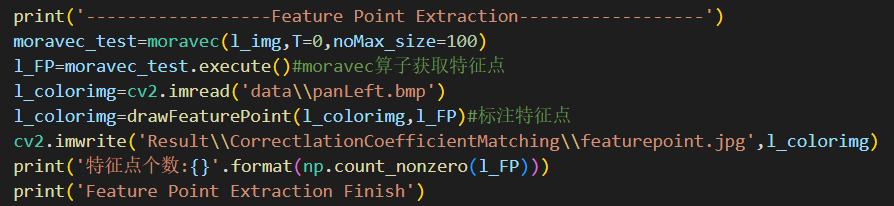 print('------------------Feature Point Extraction------------------')
moravec_test=moravec(l_img,T=0,noMax_size=100)
l_FP=moravec_test.execute()#moravec算子获取特征点
l_colorimg=cv2.imread('data\\panLeft.bmp')
l_colorimg=drawFeaturePoint(l_colorimg,l_FP)#标注特征点
cv2.imwrite('Result\\CorrectlationCoefficientMatching\\featurepoint.jpg',l_colorimg)
print('特征点个数:{}'.format(np.count_nonzero(l_FP)))
print('Feature Point Extraction Finish')